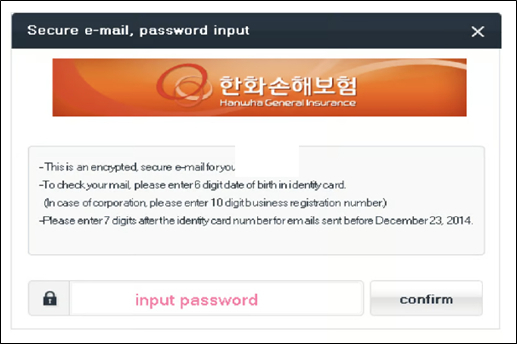 Secure e-mail, password input
한화손해보험
Hanwha General Insurance
-This is an encrypted, secure e-mail for you
-To check your mail, please enter 6 digit date of birth in identity card.
(In case of corporation, please enter 10 digit business registration number.)
-Please enter 7 digits after the identity card number for emails sent before December 23, 2014.
input password
confirm